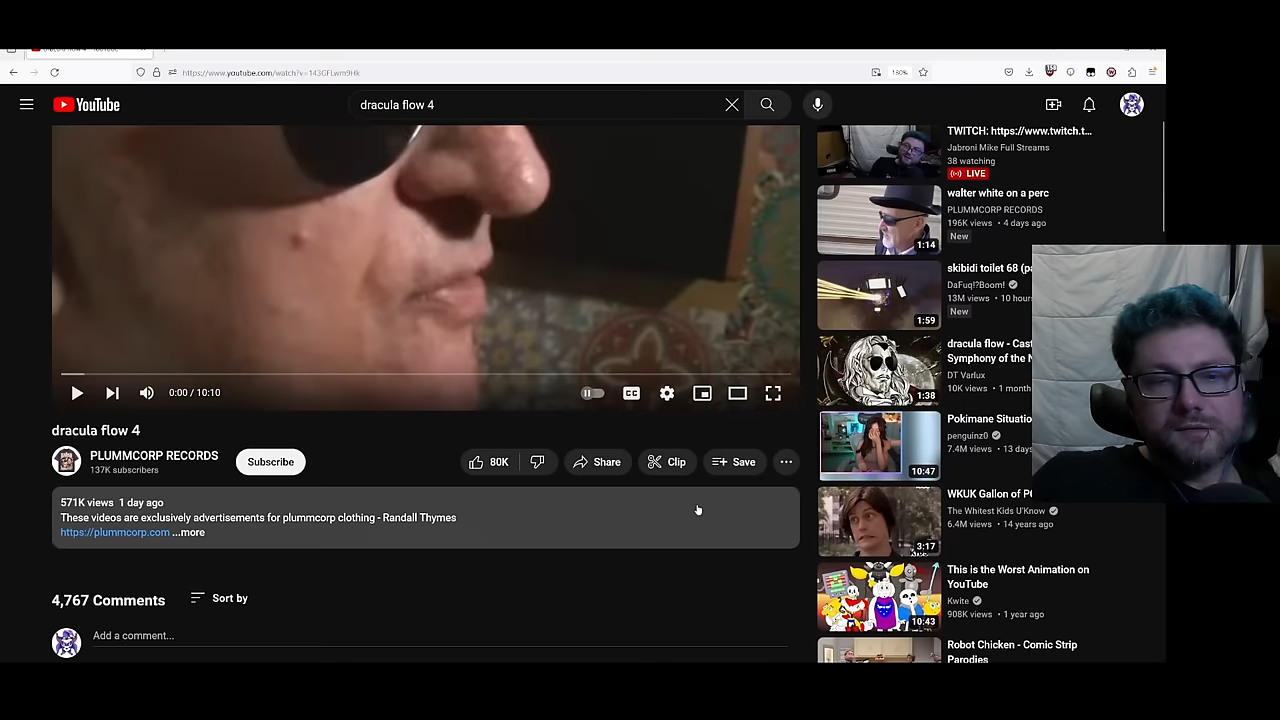 https://www.youtube.com/watch?v=143GFLwm9Hk
130%
YouTube
dracula flow 4
0:00 / 10:10
CC
dracula flow 4
PLUMMCORP RECORDS
137K subscribers
Subscribe
80K
Share
Clip
Save
571K views 1 day ago
These videos are exclusively advertisements for plummcorp clothing - Randall Thymes
https://plummcorp.com ...more
4,767 Comments
Sort by
Add a comment...
TWITCH: https://www.twitch.t...
Jabroni Mike Full Streams
38 watching
LIVE
walter white on a perc
PLUMMCORP RECORDS
196K views • 4 days ago
New
1:14
skibidi toilet 68 (pa
DaFuq!?Boom!
13M views • 10 hours
New
1:59
dracula flow - Cast
Symphony of the N
DT Varlux
10K views • 1 month
1:38
Pokimane Situatio
penguinz0
7.4M views • 13 days
10:47
WKUK Gallon of PC
The Whitest Kids U'Know
6.4M views • 14 years ago
3:17
This is the Worst Animation on
YouTube
Kwite
908K views • 1 year ago
10:43
Robot Chicken - Comic Strip
Parodies